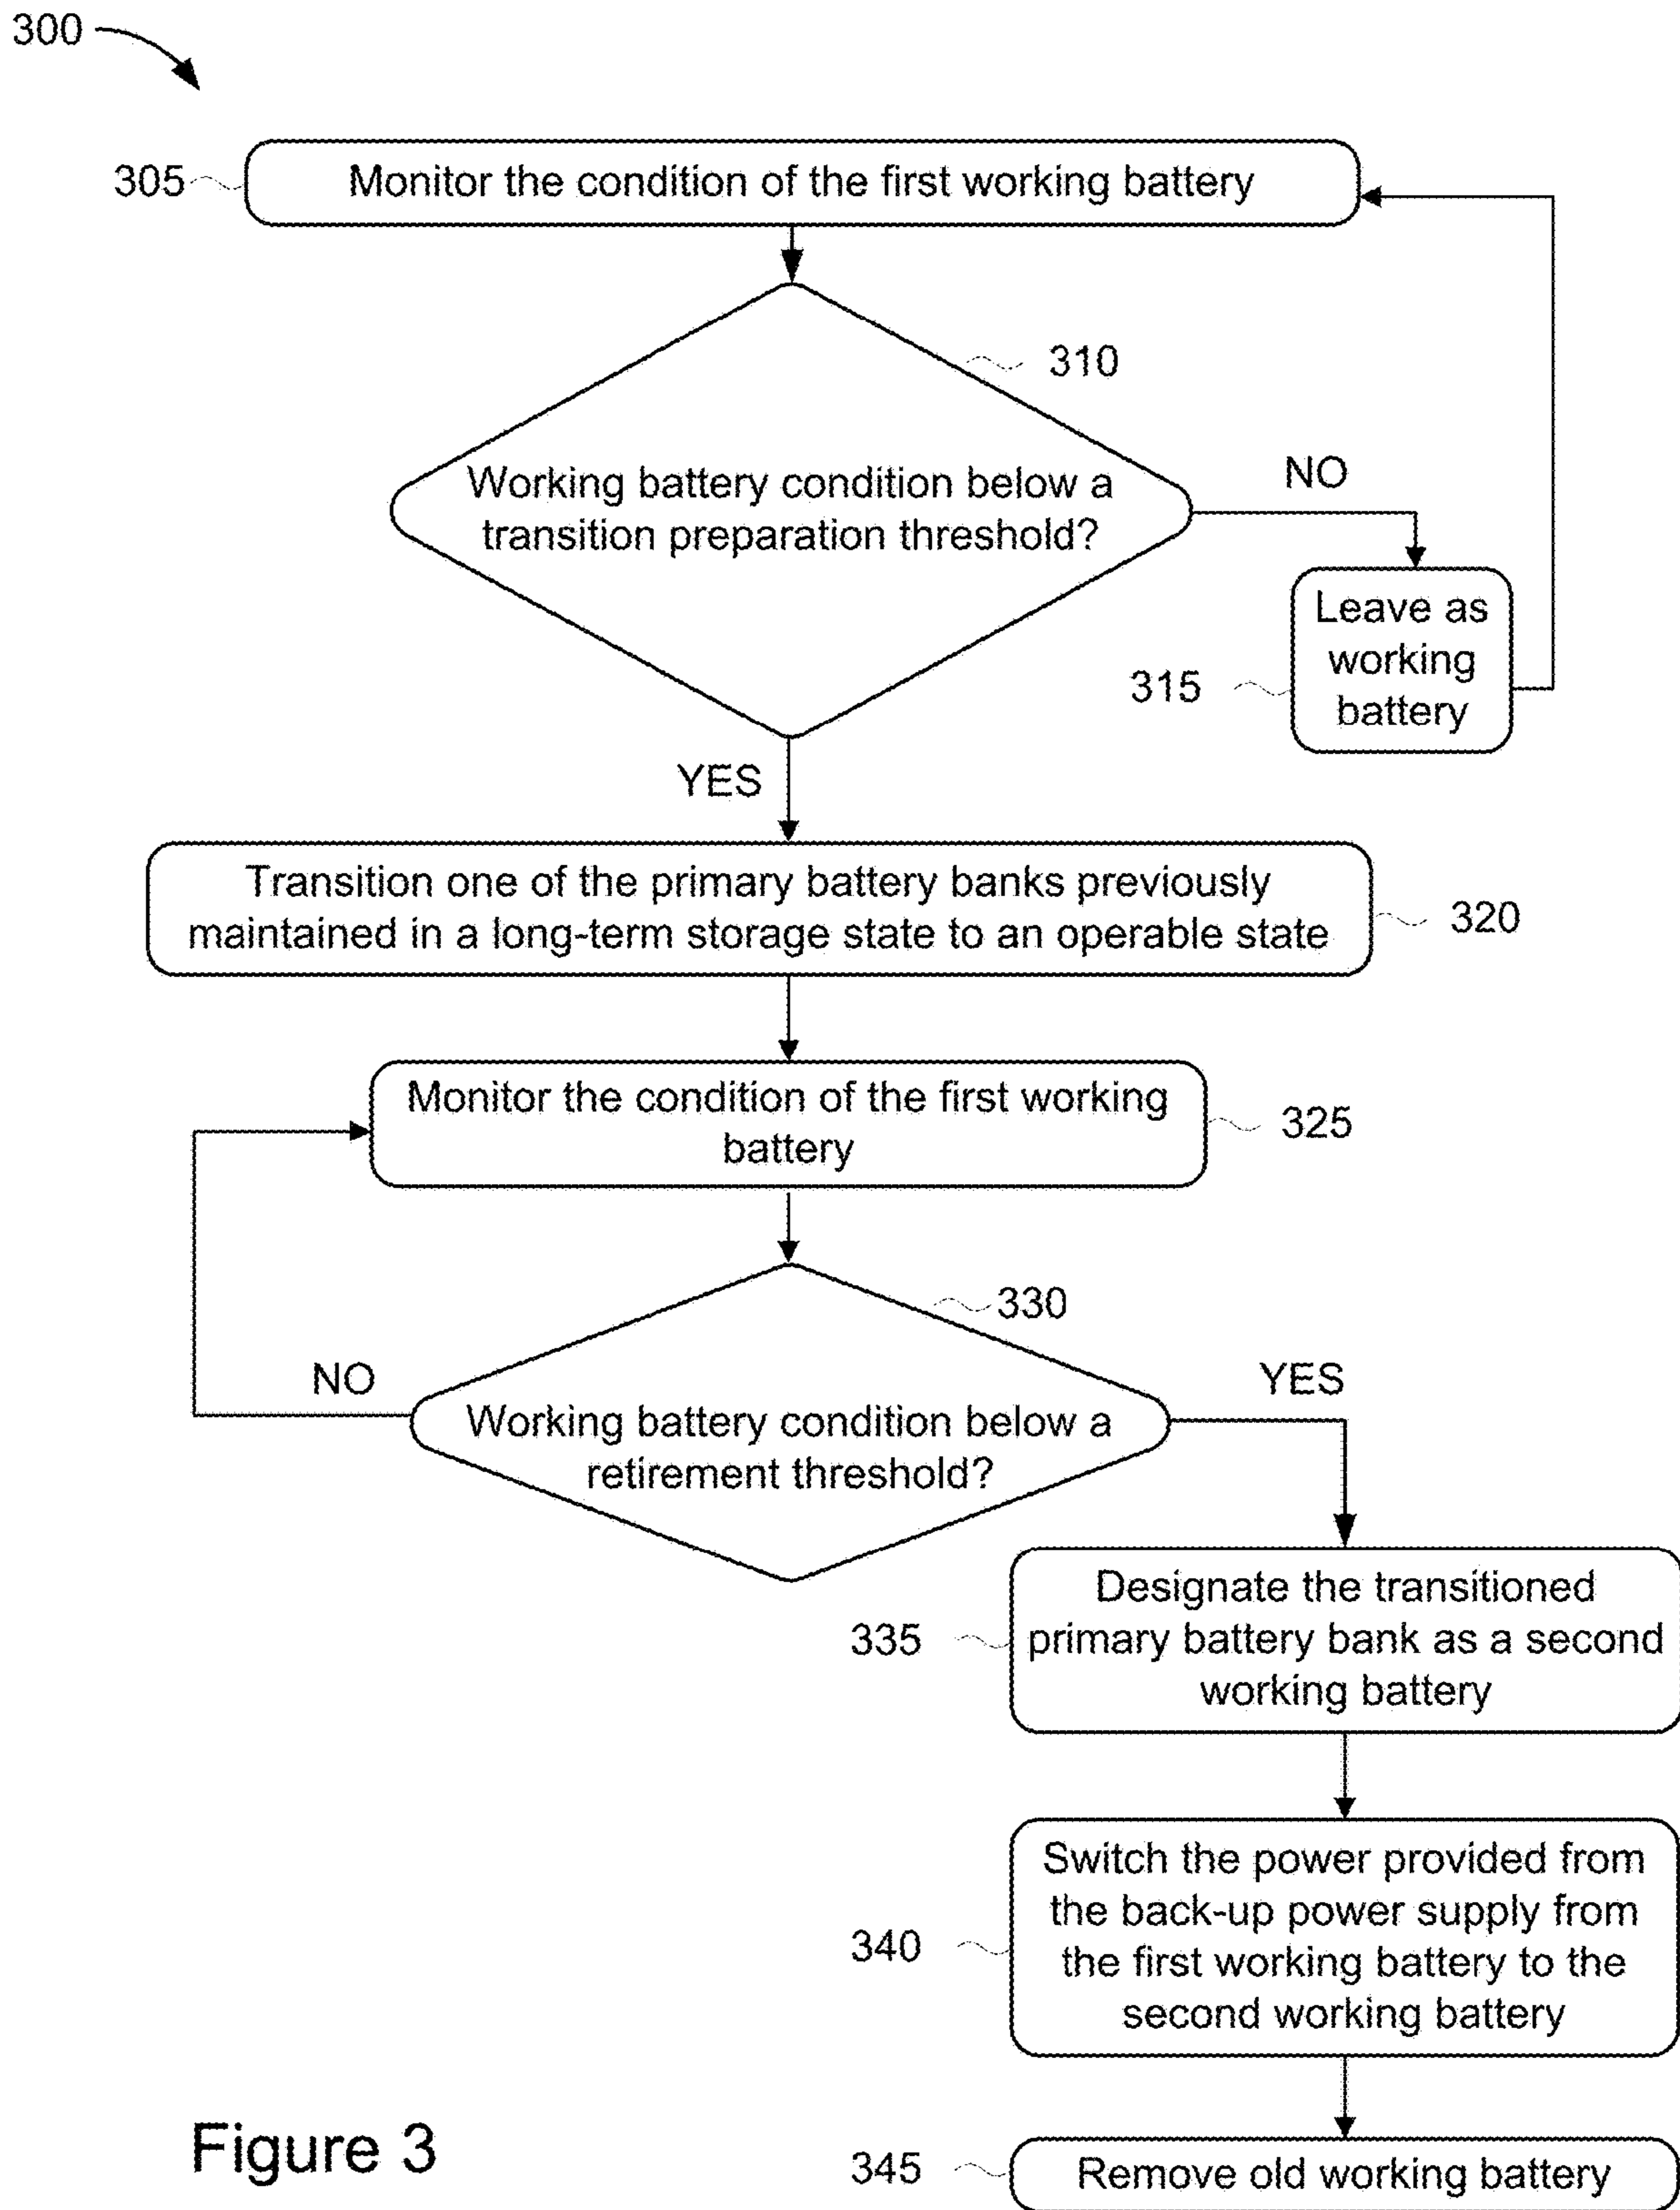 300
305
Monitor the condition of the first working battery
310
Working battery condition below a
transition preparation threshold?
NO
Leave as
working
battery
315
YES
Transition one of the primary battery banks previously
maintained in a long-term storage state to an operable state
320
Monitor the condition of the first working
battery
325
330
NO
YES
Working battery condition below a
retirement threshold?
Designate the transitioned
primary battery bank as a second
working battery
335
Switch the power provided from
the back-up power supply from
the first working battery to the
second working battery
340
Figure 3
345
Remove old working battery